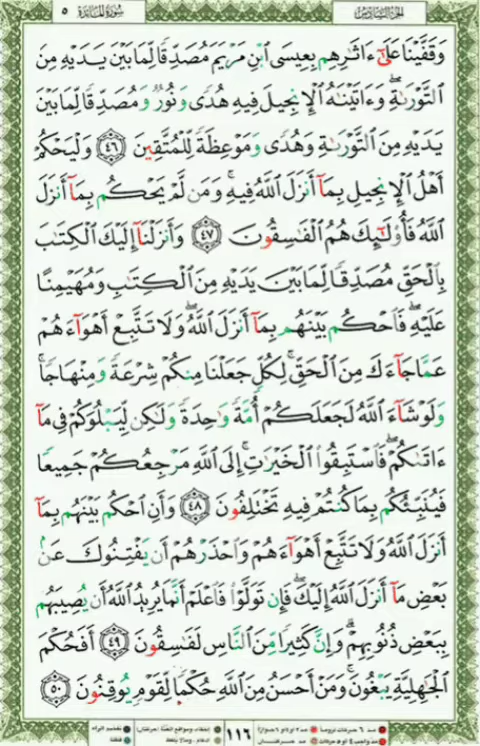 الجزء السادس
سورة المائدة ٥
وَقَفَّيْنَا عَلَىٰٓ ءَاثَٰرِهِم بِعِيسَى ٱبْنِ مَرْيَمَ مُصَدِّقًا لِّمَا بَيْنَ يَدَيْهِ مِنَ
ٱلتَّوْرَىٰةِ ۖ وَءَاتَيْنَٰهُ ٱلْإِنجِيلَ فِيهِ هُدًى وَنُورٌ وَمُصَدِّقًا لِّمَا بَيْنَ
يَدَيْهِ مِنَ ٱلتَّوْرَىٰةِ وَهُدًى وَمَوْعِظَةً لِّلْمُتَّقِينَ ٤٦ وَلْيَحْكُمْ
أَهْلُ ٱلْإِنجِيلِ بِمَآ أَنزَلَ ٱللَّهُ فِيهِ ۚ وَمَن لَّمْ يَحْكُم بِمَآ أَنزَلَ
ٱللَّهُ فَأُو۟لَٰٓئِكَ هُمُ ٱلْفَٰسِقُونَ ٤٧ وَأَنزَلْنَآ إِلَيْكَ ٱلْكِتَٰبَ
بِٱلْحَقِّ مُصَدِّقًا لِّمَا بَيْنَ يَدَيْهِ مِنَ ٱلْكِتَٰبِ وَمُهَيْمِنًا
عَلَيْهِ ۖ فَٱحْكُم بَيْنَهُم بِمَآ أَنزَلَ ٱللَّهُ ۖ وَلَا تَتَّبِعْ أَهْوَآءَهُمْ
عَمَّا جَآءَكَ مِنَ ٱلْحَقِّ ۚ لِكُلٍّ جَعَلْنَا مِنكُمْ شِرْعَةً وَمِنْهَاجًا ۚ
وَلَوْ شَآءَ ٱللَّهُ لَجَعَلَكُمْ أُمَّةً وَٰحِدَةً وَلَٰكِن لِّيَبْلُوَكُمْ فِى مَآ
ءَاتَىٰكُمْ ۖ فَٱسْتَبِقُوا۟ ٱلْخَيْرَٰتِ ۚ إِلَى ٱللَّهِ مَرْجِعُكُمْ جَمِيعًا
فَيُنَبِّئُكُم بِمَا كُنتُمْ فِيهِ تَخْتَلِفُونَ ٤٨ وَأَنِ ٱحْكُم بَيْنَهُم بِمَآ
أَنزَلَ ٱللَّهُ وَلَا تَتَّبِعْ أَهْوَآءَهُمْ وَٱحْذَرْهُمْ أَن يَفْتِنُوكَ عَنۢ
بَعْضِ مَآ أَنزَلَ ٱللَّهُ إِلَيْكَ ۖ فَإِن تَوَلَّوْا۟ فَٱعْلَمْ أَنَّمَا يُرِيدُ ٱللَّهُ أَن يُصِيبَهُم
بِبَعْضِ ذُنُوبِهِمْ ۗ وَإِنَّ كَثِيرًا مِّنَ ٱلنَّاسِ لَفَٰسِقُونَ ٤٩ أَفَحُكْمَ
ٱلْجَٰهِلِيَّةِ يَبْغُونَ ۚ وَمَنْ أَحْسَنُ مِنَ ٱللَّهِ حُكْمًا لِّقَوْمٍ يُوقِنُونَ ٥٠
١١٦